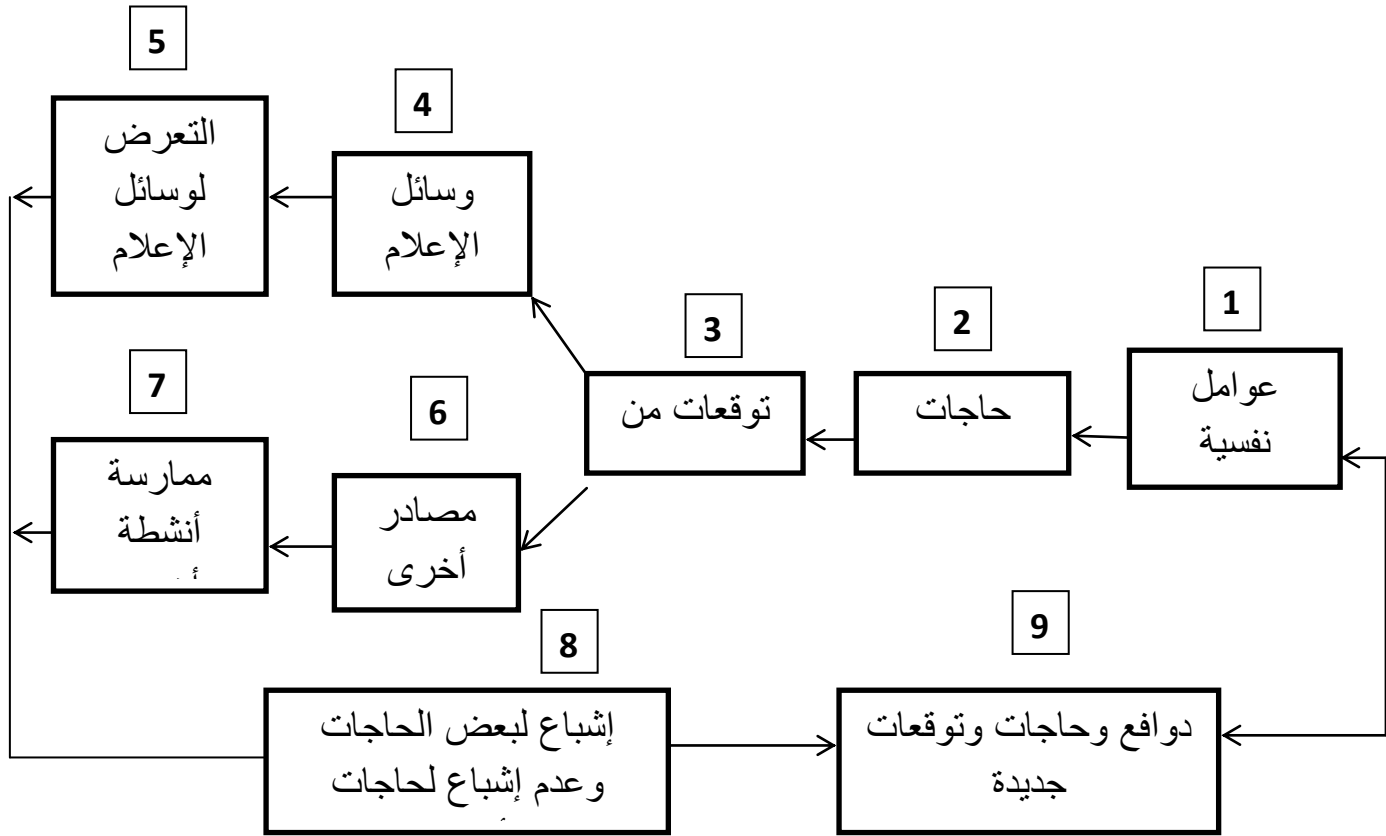 1
عوامل
نفسية
2
حاجات
3
توقعات من
4
وسائل
الإعلام
5
التعرض
لوسائل
الإعلام
6
مصادر
أخرى
7
ممارسة
أنشطة
8
إشباع لبعض الحاجات
وعدم إشباع لحاجات
9
دوافع وحاجات وتوقعات
جديدة